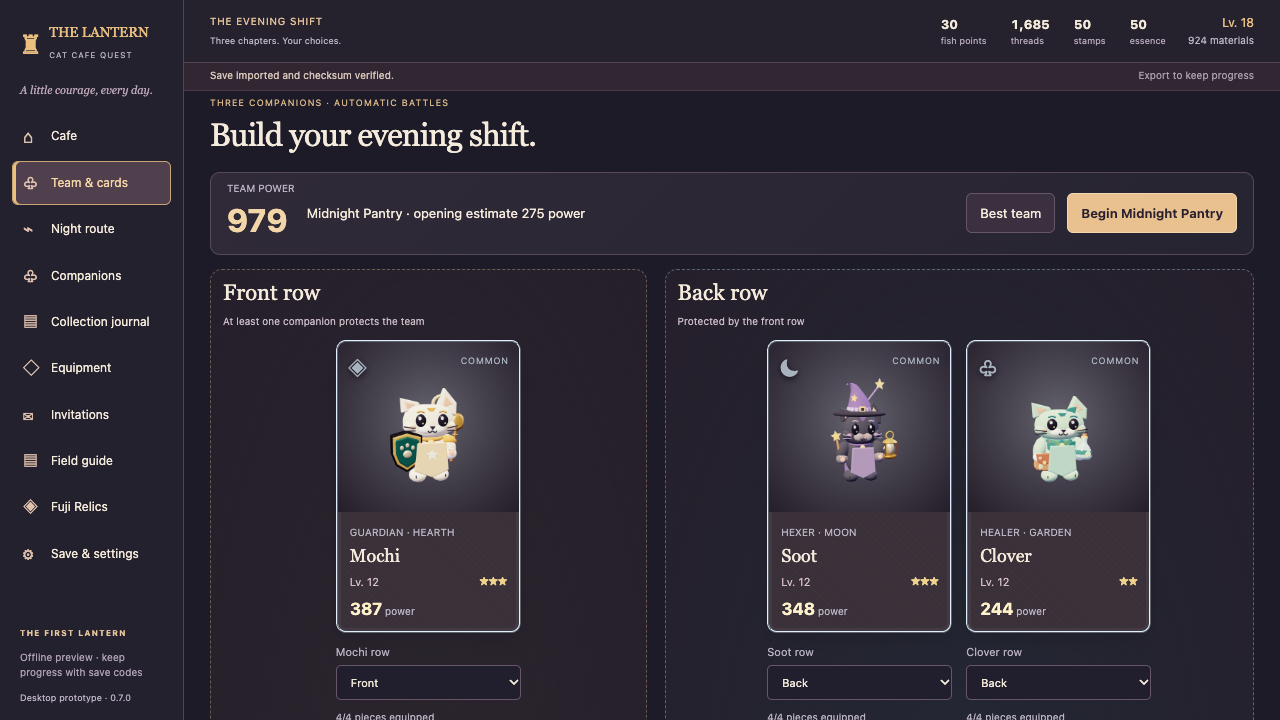 THE LANTERN
CAT CAFE QUEST
A little courage, every day.
Cafe
Team & cards
Night route
Companions
Collection journal
Equipment
Invitations
Field guide
Fuji Relics
Save & settings
THE FIRST LANTERN
Offline preview · keep
progress with save codes
Desktop prototype · 0.7.0
THE EVENING SHIFT
Three chapters. Your choices.
30
fish points
1,685
threads
50
stamps
50
essence
Lv. 18
924 materials
Save imported and checksum verified.
Export to keep progress
THREE COMPANIONS · AUTOMATIC BATTLES
Build your evening shift.
TEAM POWER
979
Midnight Pantry · opening estimate 275 power
Best team
Begin Midnight Pantry
Front row
At least one companion protects the team
COMMON
GUARDIAN · HEARTH
Mochi
Lv. 12
387 power
Mochi row
Front
4/4 pieces equipped
Back row
Protected by the front row
COMMON
HEXER · MOON
Soot
Lv. 12
348 power
Soot row
Back
4/4 pieces equipped
COMMON
HEALER · GARDEN
Clover
Lv. 12
244 power
Clover row
Back
4/4 pieces equipped